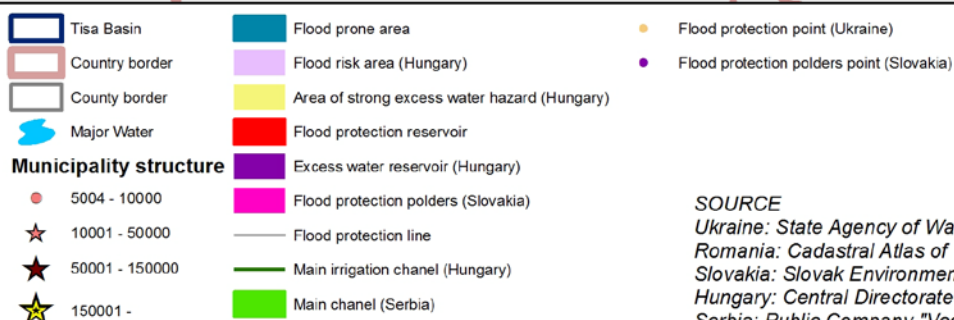 Tisa Basin
Country border
County border
Major Water
Municipality structure
5004 - 10000
10001 - 50000
50001 - 150000
150001 -
Flood prone area
Flood risk area (Hungary)
Area of strong excess water hazard (Hungary)
Flood protection reservoir
Excess water reservoir (Hungary)
Flood protection polders (Slovakia)
Flood protection line
Main irrigation chanel (Hungary)
Main chanel (Serbia)
Flood protection point (Ukraine)
Flood protection polders point (Slovakia)
SOURCE
Ukraine: State Agency of Wa
Romania: Cadastral Atlas of
Slovakia: Slovak Environmen
Hungary: Central Directorate
Serbia: Public Company "Vo